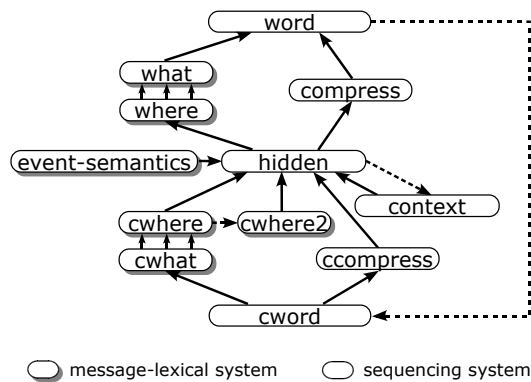 word
what
compress
where
event-semantics
hidden
context
cwhere
cwhere2
cwhat
ccompress
cword
message-lexical system
sequencing system